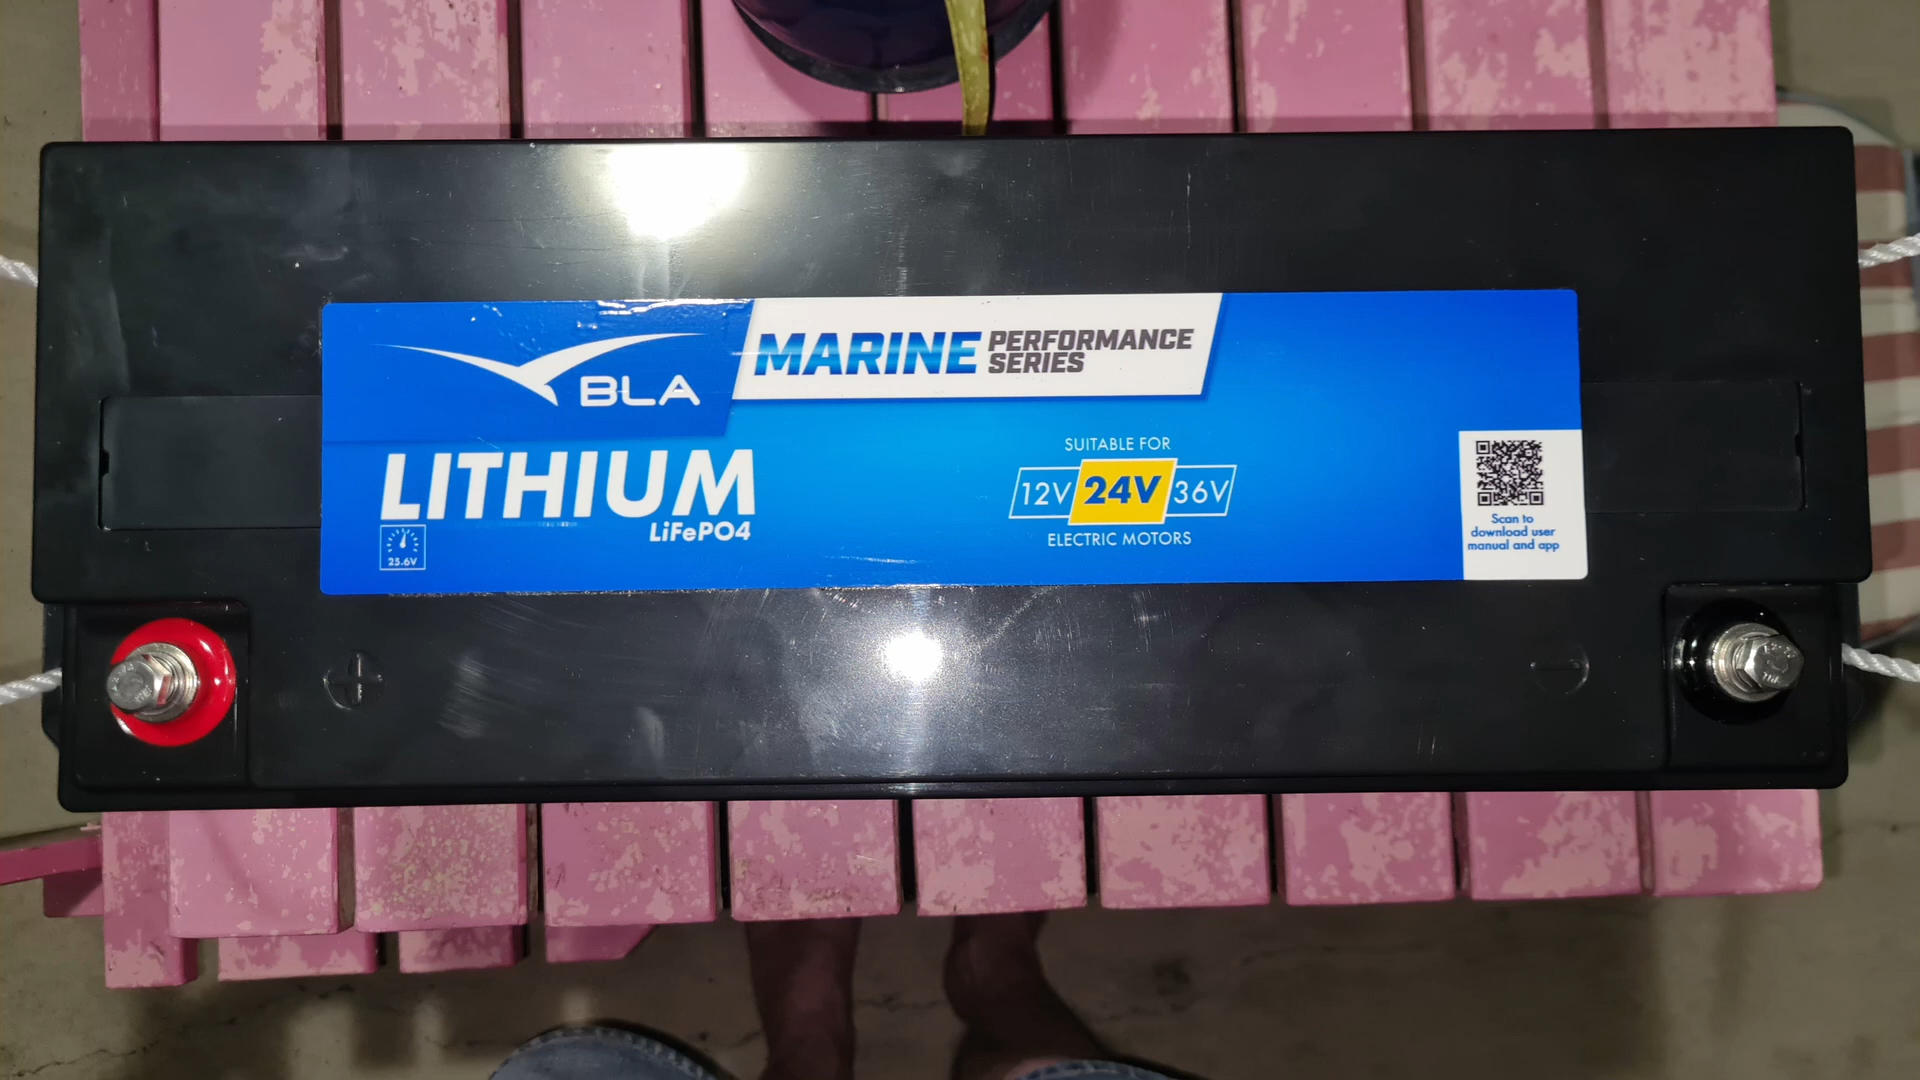 BLA
MARINE PERFORMANCE
SERIES
LITHIUM
LiFePO4
25.6V
SUITABLE FOR
12V 24V 36V
ELECTRIC MOTORS
Scan to
download user
manual and app
+
-